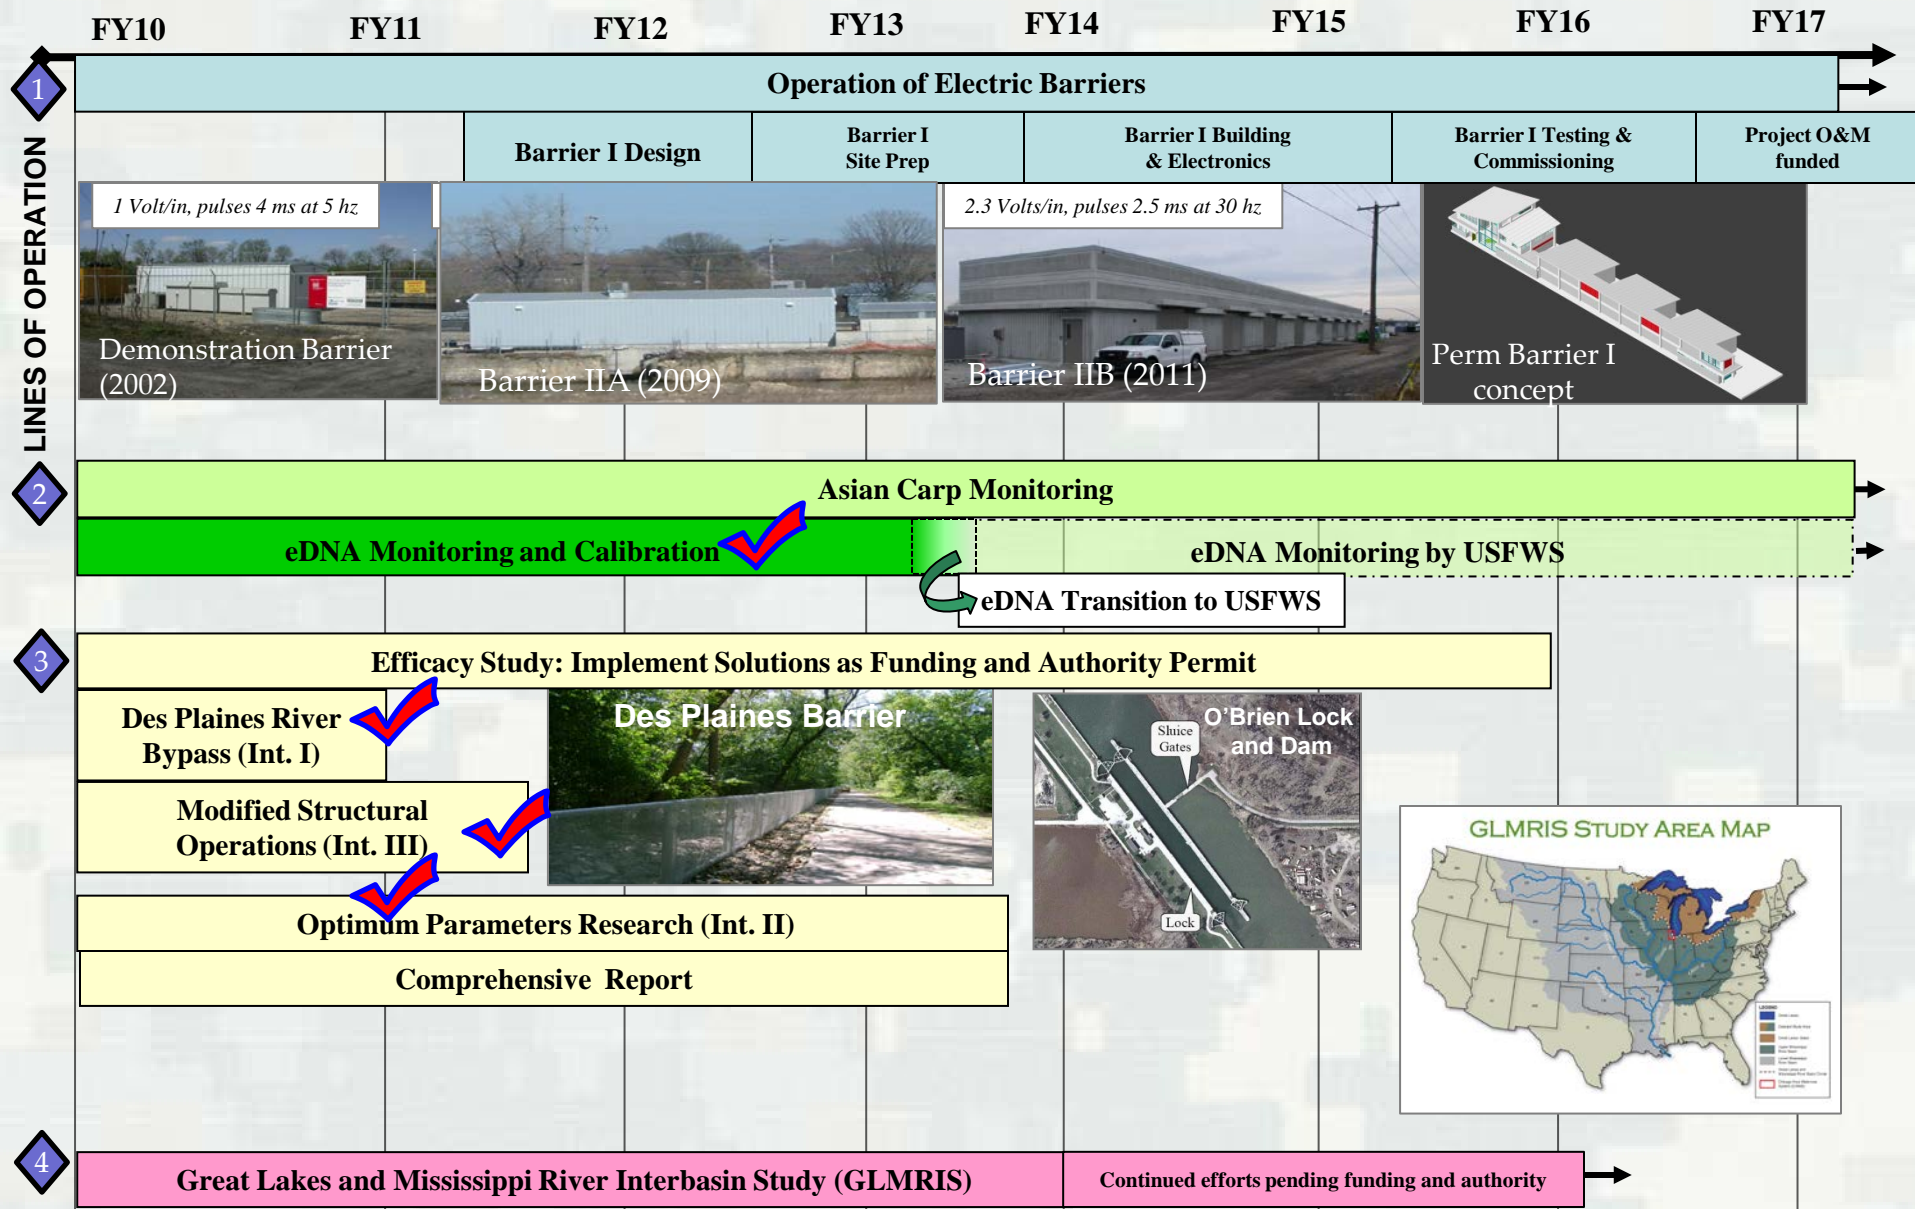 FY10 FY11 FY12 FY13 FY14 FY15 FY16 FY17
LINES OF OPERATION
1
Operation of Electric Barriers
Barrier I Design
Barrier I
Site Prep
Barrier I Building
& Electronics
Barrier I Testing &
Commissioning
Project O&M
funded
1 Volt/in, pulses 4 ms at 5 hz
Demonstration Barrier
(2002)
Barrier IIA (2009)
2.3 Volts/in, pulses 2.5 ms at 30 hz
Barrier IIB (2011)
Perm Barrier I
concept
2
Asian Carp Monitoring
eDNA Monitoring and Calibration
eDNA Monitoring by USFWS
eDNA Transition to USFWS
3
Efficacy Study: Implement Solutions as Funding and Authority Permit
Des Plaines River
Bypass (Int. I)
Modified Structural
Operations (Int. III)
Optimum Parameters Research (Int. II)
Comprehensive Report
Des Plaines Barrier
O'Brien Lock
and Dam
Sluice
Gates
Lock
GLMRIS STUDY AREA MAP
LEGEND
4
Great Lakes and Mississippi River Interbasin Study (GLMRIS)
Continued efforts pending funding and authority